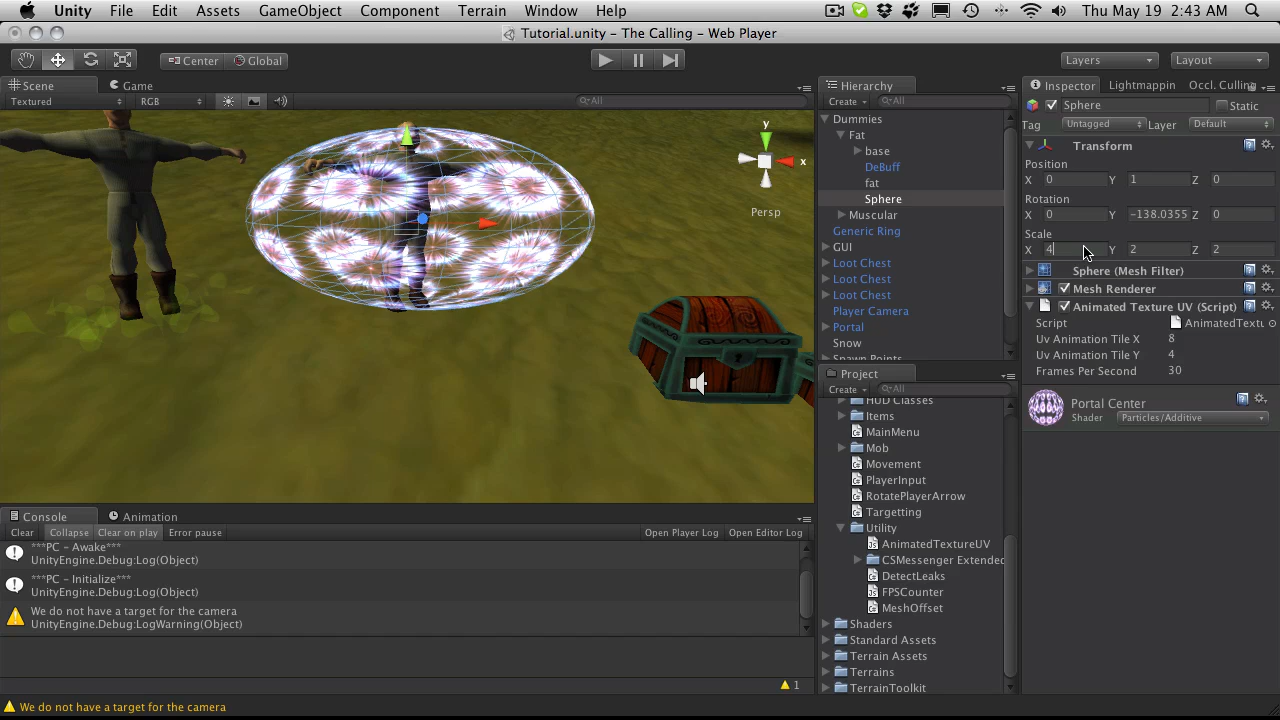 Unity File Edit Assets GameObject Component Terrain Window Help Thu May 19 2:43 AM
Tutorial.unity - The Calling - Web Player
Center Global Layers Layout
Scene Game Hierarchy Inspector Lightmappin Occl. Culling
Textured RGB All Create All Sphere Static
Tag Untagged Layer Default
Dummies
Fat
base
DeBuff
fat
Sphere
Muscular
Generic Ring
GUI
Loot Chest
Loot Chest
Loot Chest
Player Camera
Portal
Snow
Spawn Points
y
x
Persp
Transform
Position
X 0 Y 1 Z 0
Rotation
X 0 Y -138.0355 Z 0
Scale
X 4 Y 2 Z 2
Sphere (Mesh Filter)
Mesh Renderer
Animated Texture UV (Script)
Script AnimatedTextu
Uv Animation Tile X 8
Uv Animation Tile Y 4
Frames Per Second 30
Portal Center
Shader Particles/Additive
Project
Create All
HUD Classes
Items
MainMenu
Mob
Movement
PlayerInput
RotatePlayerArrow
Targetting
Utility
AnimatedTextureUV
CSMessenger Extended
DetectLeaks
FPSCounter
MeshOffset
Shaders
Standard Assets
Terrain Assets
Terrains
TerrainToolkit
Console Animation
Clear Collapse Clear on play Error pause Open Player Log Open Editor Log
***PC - Awake***
UnityEngine.Debug:Log(Object)
***PC - Initialize***
UnityEngine.Debug:Log(Object)
We do not have a target for the camera
UnityEngine.Debug:LogWarning(Object)
1
We do not have a target for the camera